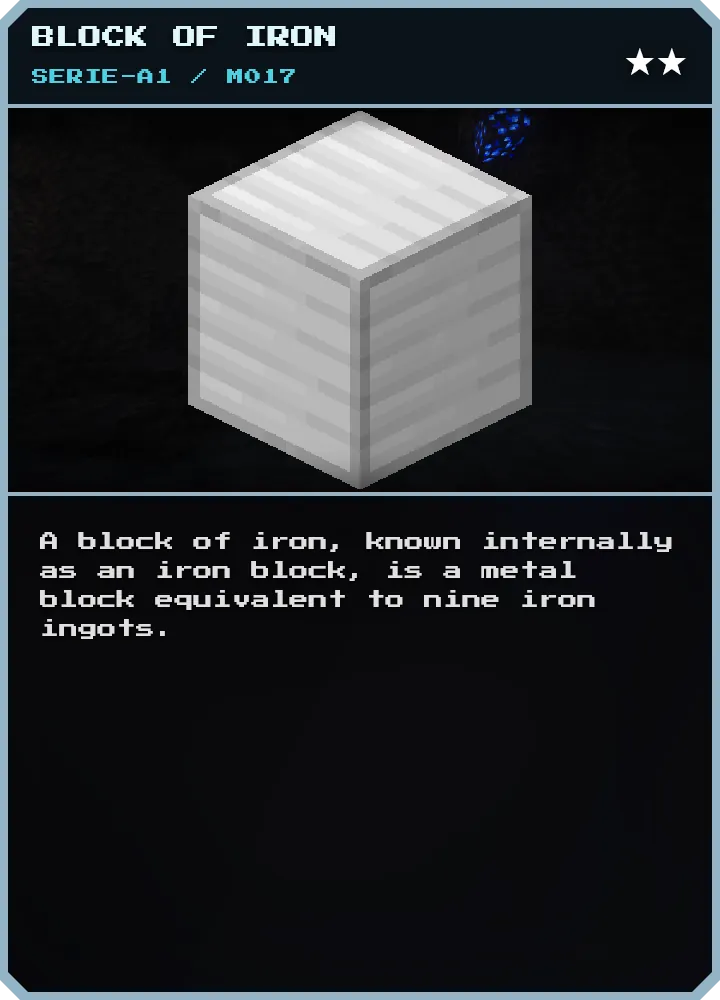 BLOCK OF IRON
SERIE-A1 / M017
★★
A block of iron, known internally
as an iron block, is a metal
block equivalent to nine iron
ingots.